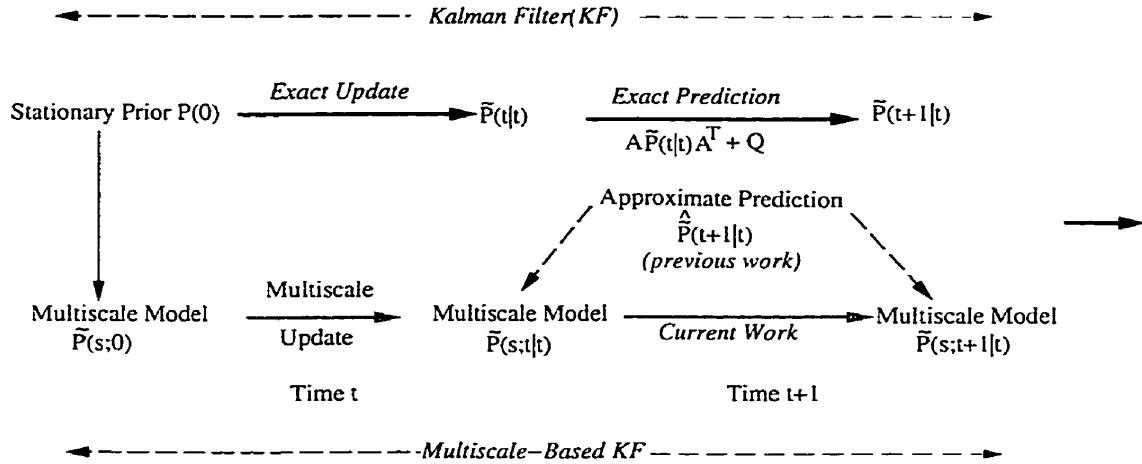 Kalman Filter(KF)
Stationary Prior P(0)
Exact Update
P̃(t|t)
Exact Prediction
AP̃(t|t)Aᵀ + Q
P̃(t+1|t)
Approximate Prediction
P̃̂(t+1|t)
(previous work)
Multiscale Model
P̃(s;0)
Multiscale
Update
Multiscale Model
P̃(s;t|t)
Current Work
Multiscale Model
P̃(s;t+1|t)
Time t
Time t+1
Multiscale–Based KF